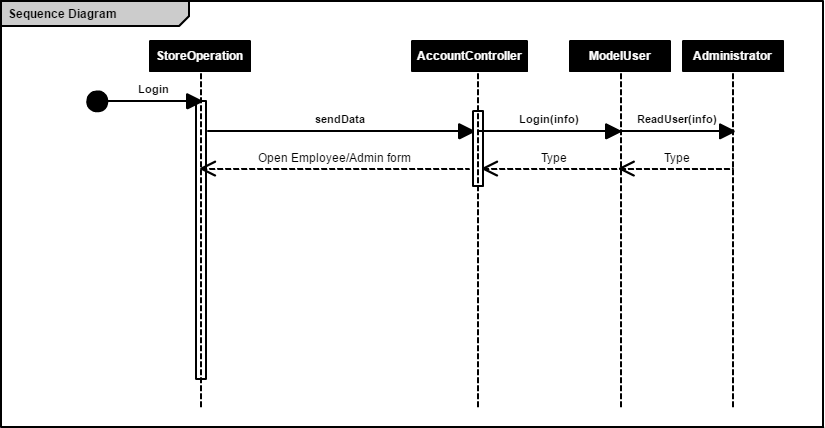 Sequence Diagram
StoreOperation
AccountController
ModelUser
Administrator
Login
sendData
Login(info)
ReadUser(info)
Open Employee/Admin form
Type
Type